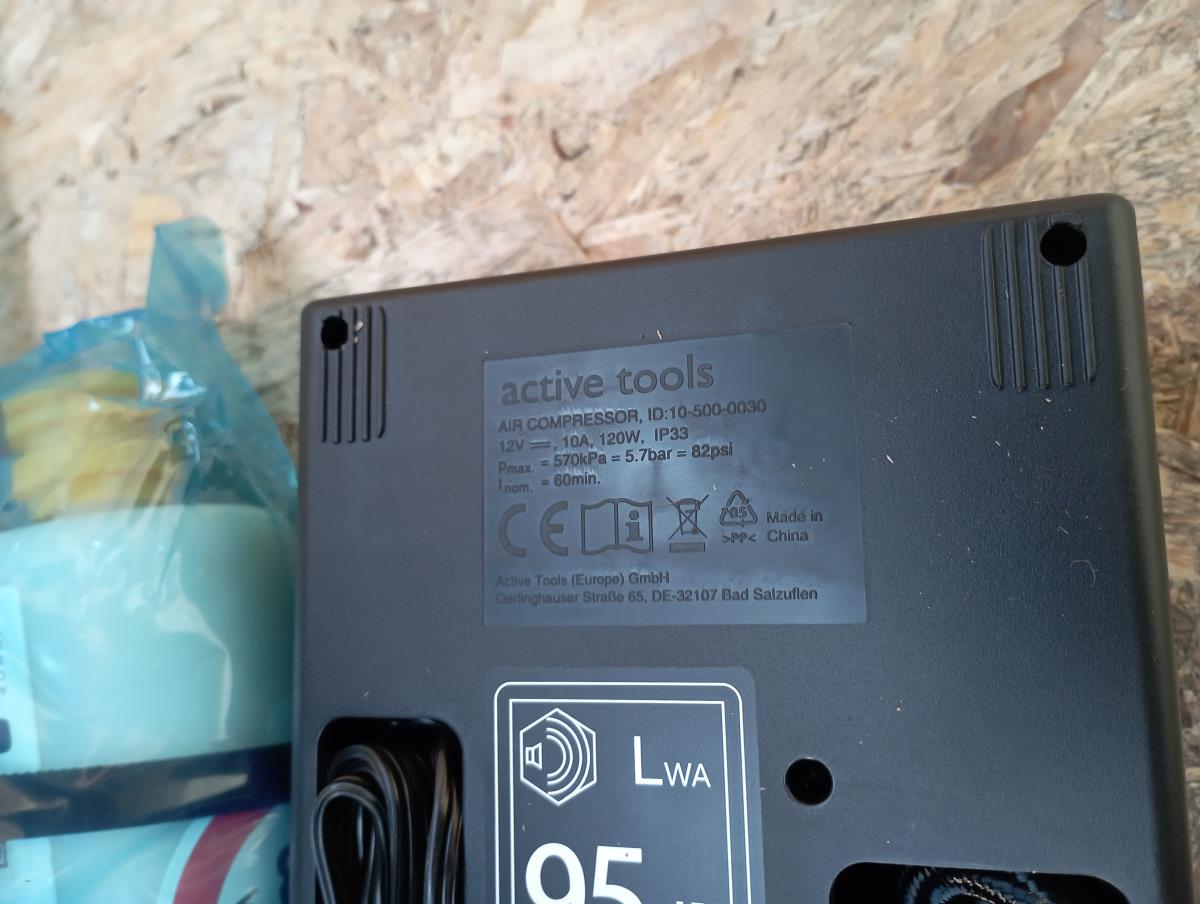 active tools
AIR COMPRESSOR, ID:10-500-0030
12V ⎓, 10A, 120W, IP33
pmax. = 570kPa = 5.7bar = 82psi
tnom. = 60min.
CE
05
>PP<
Made in
China
Active Tools (Europe) GmbH
Oerlinghauser Straße 65, DE-32107 Bad Salzuflen
LWA
95